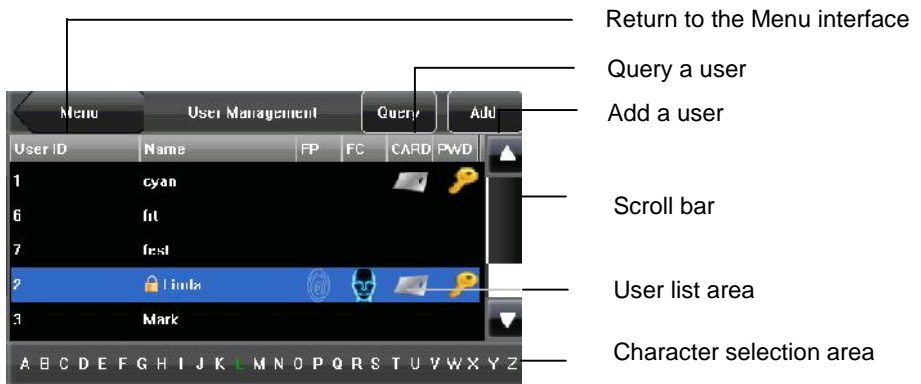 Return to the Menu interface
Query a user
Menu User Management Query Add
Add a user
User ID Name FP FC CARD PWD
1 cyan
Scroll bar
6
7
2 Linda
User list area
3 Mark
Character selection area
A B C D E F G H I J K L M N O P Q R S T U V W X Y Z